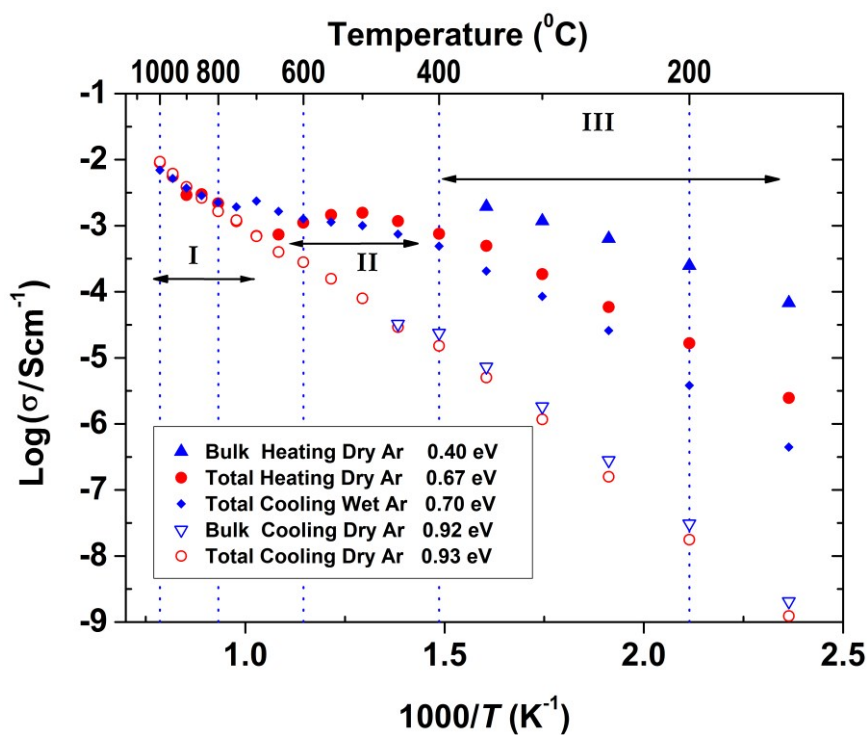 Temperature (⁰C)
1000 800 600 400 200
-1
-2
-3
-4
-5
-6
-7
-8
-9
Log (σ/Scm⁻¹)
I
II
III
Bulk Heating Dry Ar 0.40 eV
Total Heating Dry Ar 0.67 eV
Total Cooling Wet Ar 0.70 eV
Bulk Cooling Dry Ar 0.92 eV
Total Cooling Dry Ar 0.93 eV
1.0 1.5 2.0 2.5
1000/T (K⁻¹)